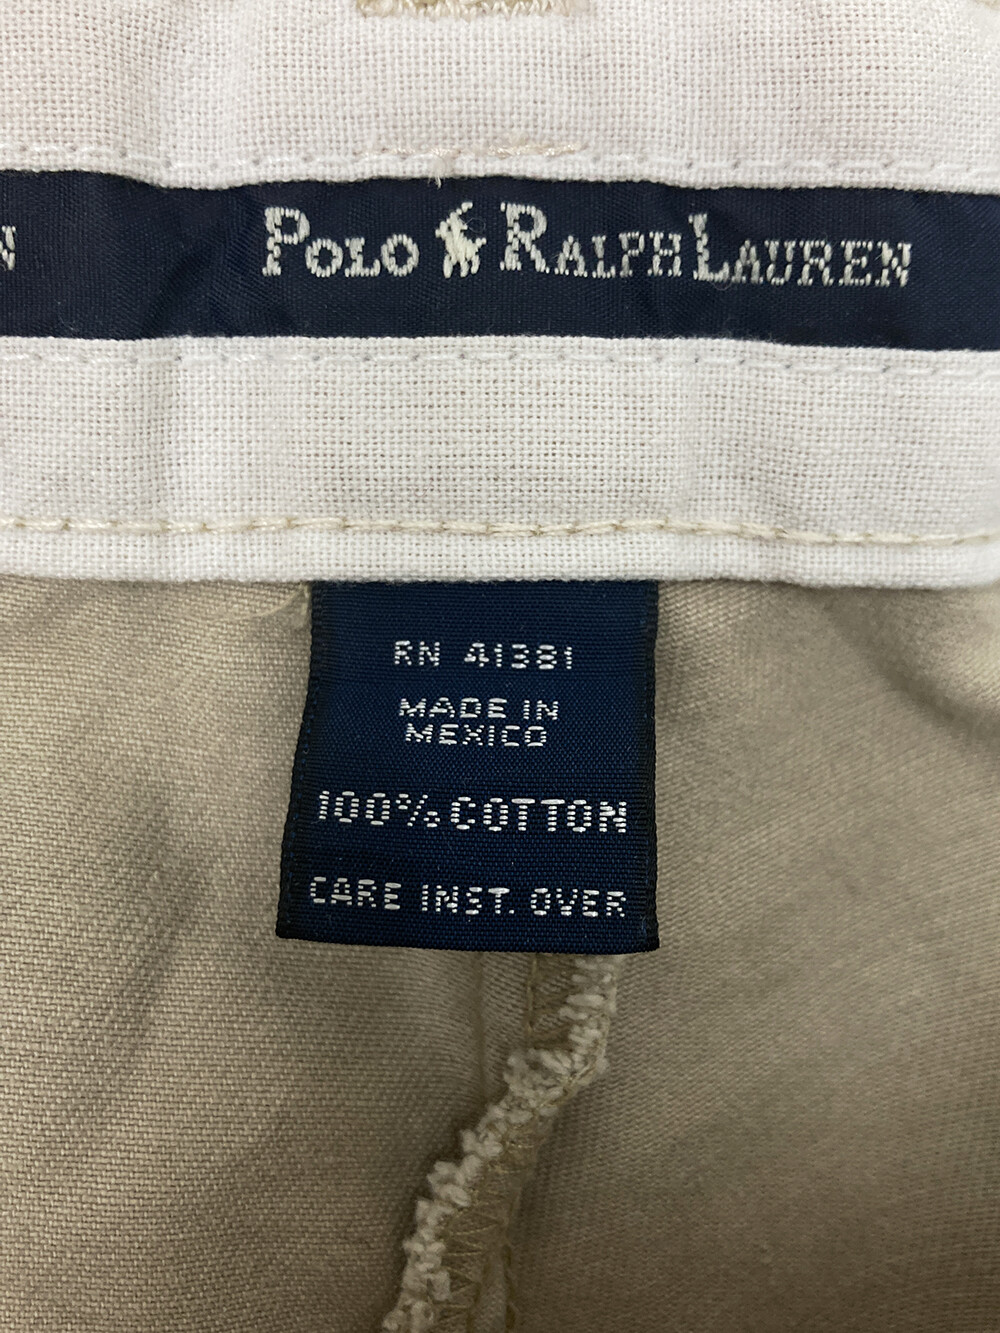 N POLO RALPH LAUREN
RN 41381
MADE IN
MEXICO
100% COTTON
CARE INST. OVER